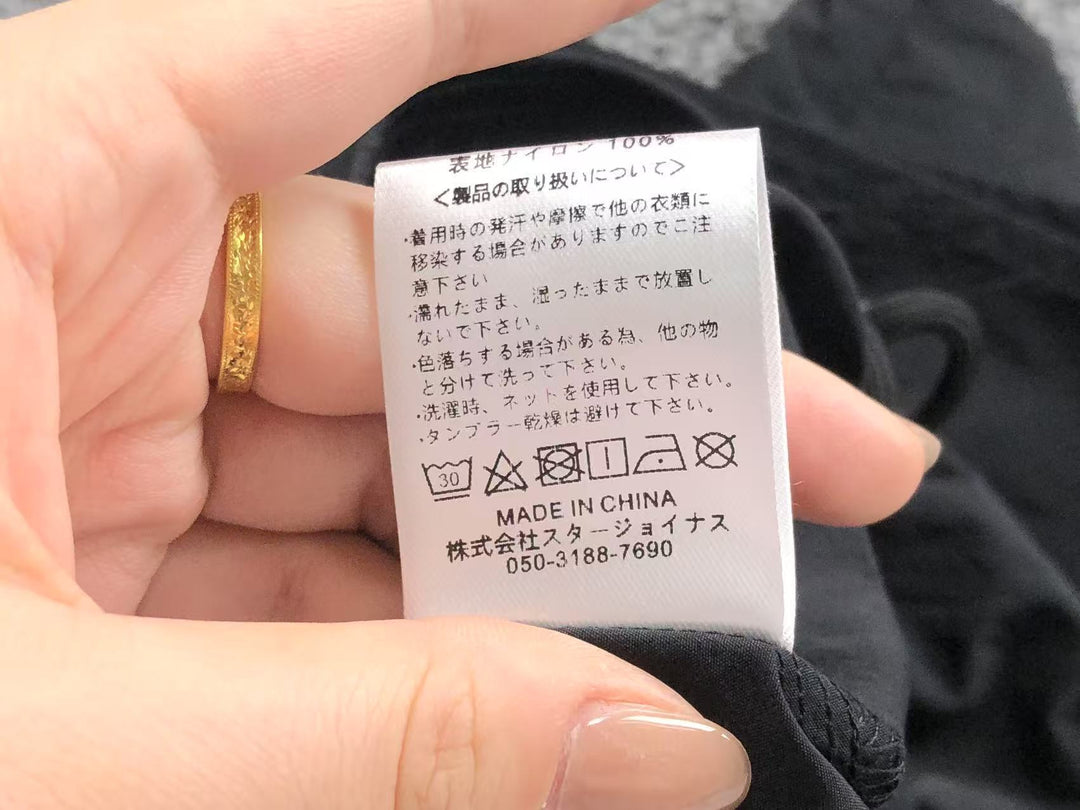 表地ナイロン 100%
<製品の取り扱いについて>
・着用時の発汗や摩擦で他の衣類に
移染する場合がありますのでご注
意下さい
・濡れたまま、湿ったままで放置し
ないで下さい。
・色落ちする場合がある為、他の物
と分けて洗って下さい。
・洗濯時、ネットを使用して下さい。
・タンブラー乾燥は避けて下さい。
30
MADE IN CHINA
株式会社スタージョイナス
050-3188-7690